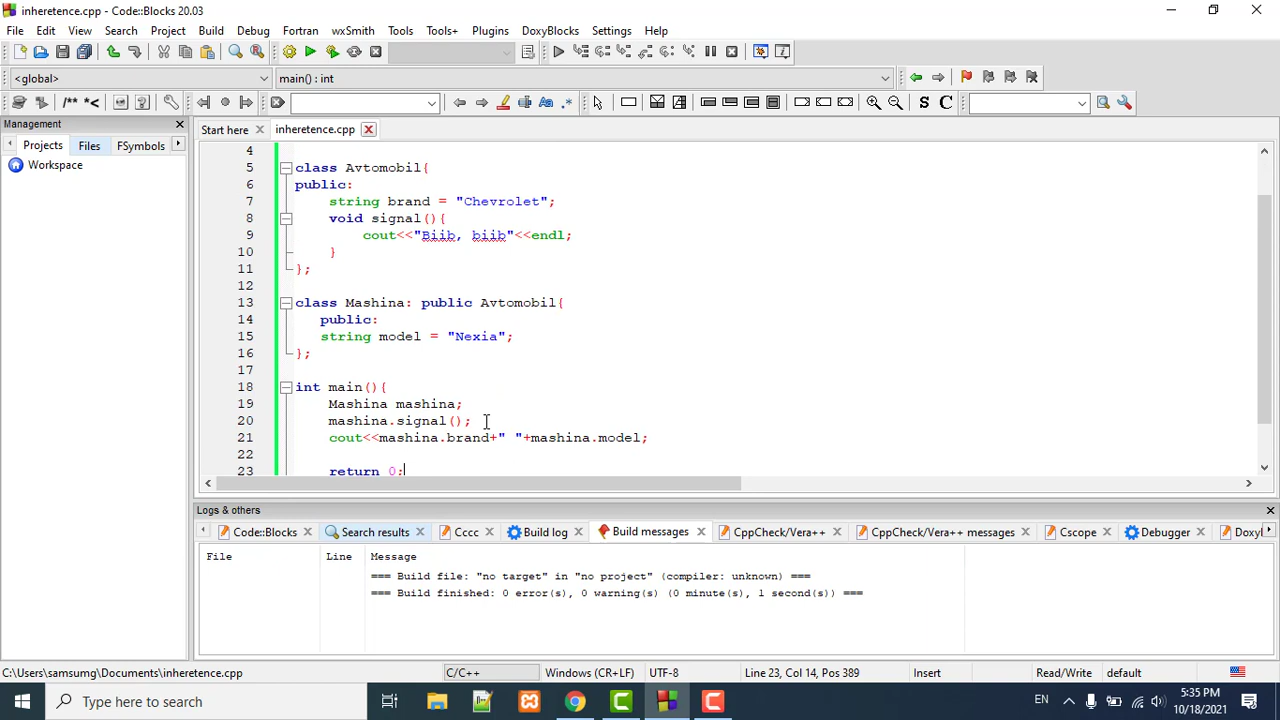 inheretence.cpp - Code::Blocks 20.03
File Edit View Search Project Build Debug Fortran wxSmith Tools Tools+ Plugins DoxyBlocks Settings Help
<global> main() : int
/** *< Aa .* S C
Management
Projects Files FSymbols
Workspace
Start here inheretence.cpp
4
5 class Avtomobil{
6 public:
7 string brand = "Chevrolet";
8 void signal(){
9 cout<<"Biib, biib"<<endl;
10 }
11 };
12
13 class Mashina: public Avtomobil{
14 public:
15 string model = "Nexia";
16 };
17
18 int main(){
19 Mashina mashina;
20 mashina.signal();
21 cout<<mashina.brand+" "+mashina.model;
22
23 return 0;
Logs & others
Code::Blocks Search results Cccc Build log Build messages CppCheck/Vera++ CppCheck/Vera++ messages Cscope Debugger Doxyl
File Line Message
=== Build file: "no target" in "no project" (compiler: unknown) ===
=== Build finished: 0 error(s), 0 warning(s) (0 minute(s), 1 second(s)) ===
C:\Users\samsumg\Documents\inheretence.cpp C/C++ Windows (CR+LF) UTF-8 Line 23, Col 14, Pos 389 Insert Read/Write default
Type here to search
EN
5:35 PM
10/18/2021